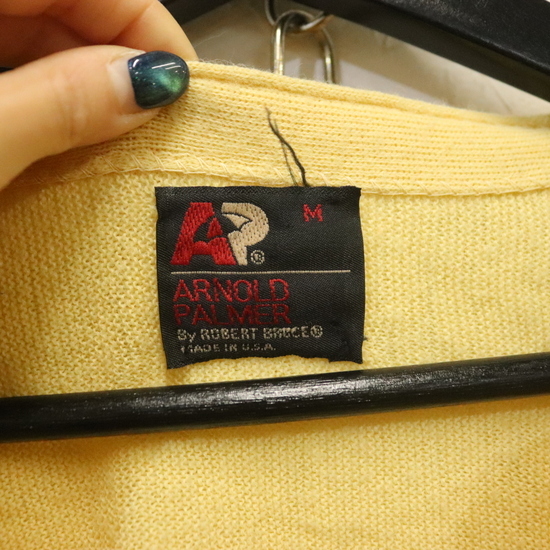 M
AP®
ARNOLD
PALMER
By ROBERT BRUCE®
MADE IN U.S.A.